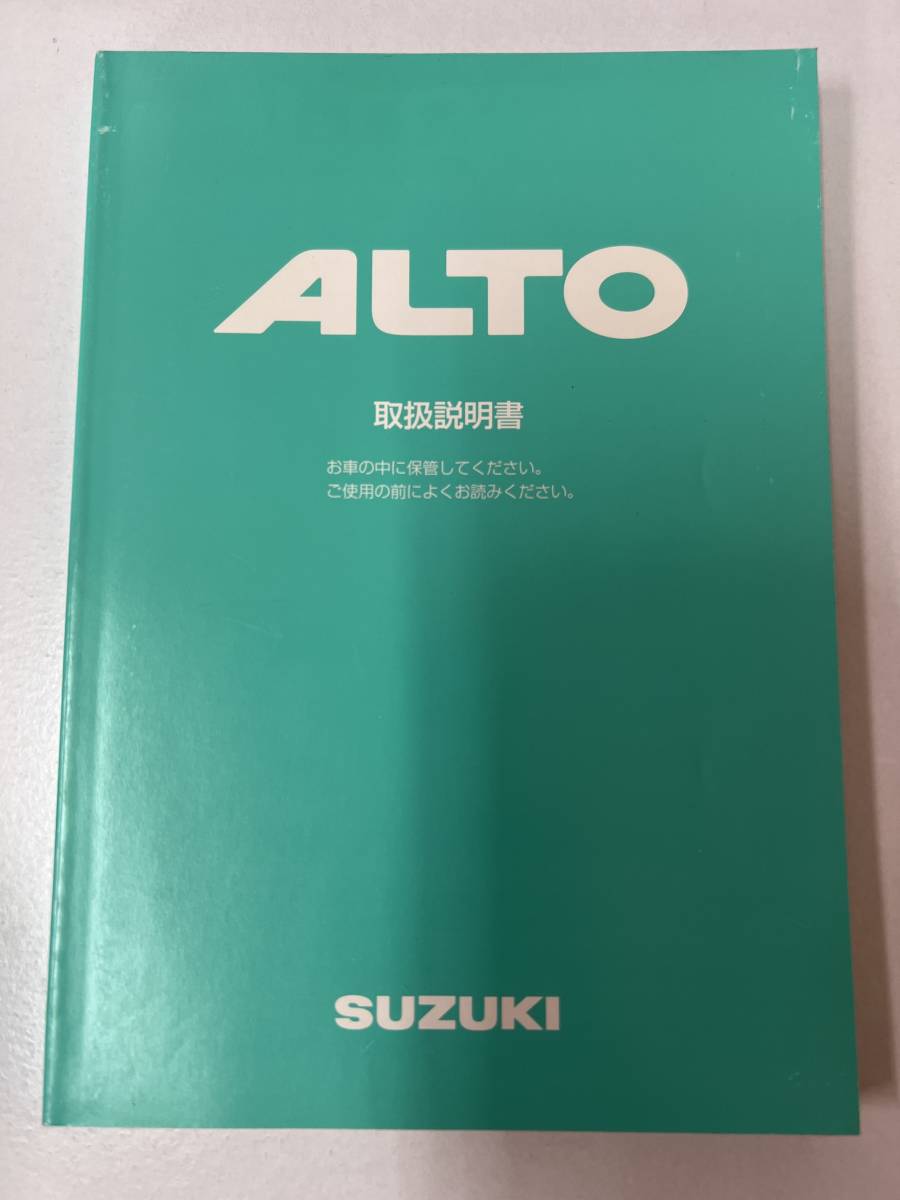 ALTO
取扱説明書
お車の中に保管してください。
ご使用の前によくお読みください。
SUZUKI